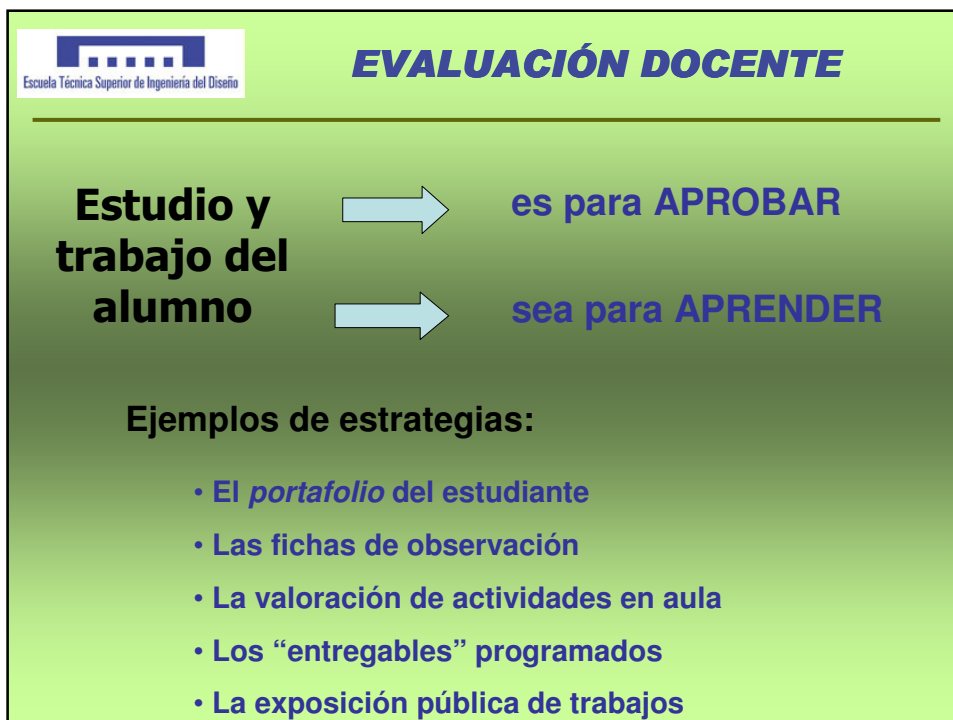 Escuela Técnica Superior de Ingeniería del Diseño
EVALUACIÓN DOCENTE
Estudio y
trabajo del
alumno
es para APROBAR
sea para APRENDER
Ejemplos de estrategias:
• El portafolio del estudiante
• Las fichas de observación
• La valoración de actividades en aula
• Los “entregables” programados
• La exposición pública de trabajos